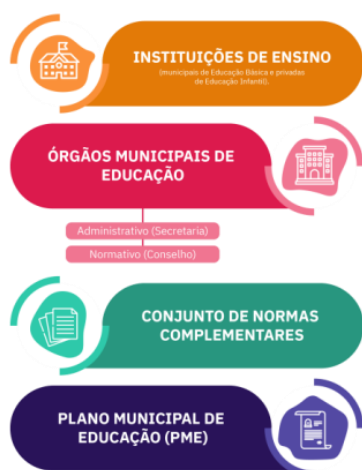 INSTITUIÇÕES DE ENSINO
(municipais de Educação Básica e privadas
de Educação Infantil).
ÓRGÃOS MUNICIPAIS DE
EDUCAÇÃO
Administrativo (Secretaria)
Normativo (Conselho)
CONJUNTO DE NORMAS
COMPLEMENTARES
PLANO MUNICIPAL DE
EDUCAÇÃO (PME)